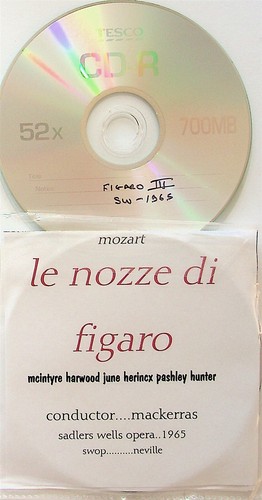 TESCO
CD-R
52x
700MB
FIGARO III
SW-1965
mozart
le nozze di
figaro
mcintyre harwood june herincx pashley hunter
conductor....mackerras
sadlers wells opera..1965
swop..........neville